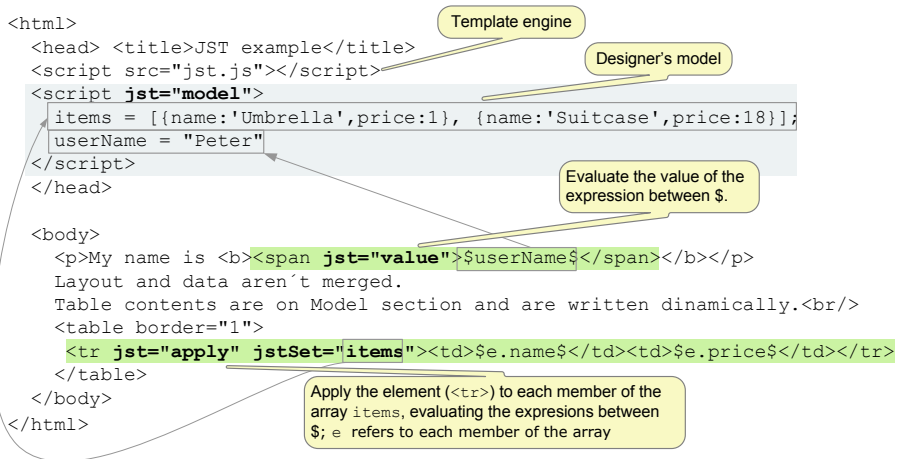 <html>
Template engine
<head> <title>JST example</title>
<script src="jst.js"></script>
Designer's model
<script jst="model">
items = [{name:'Umbrella',price:1}, {name:'Suitcase',price:18}];
userName = "Peter"
</script>
</head>
Evaluate the value of the
expression between $.
<body>
<p>My name is <b><span jst="value">$userName$</span></b></p>
Layout and data aren´t merged.
Table contents are on Model section and are written dinamically.<br/>
<table border="1">
<tr jst="apply" jstSet="items"><td>$e.name$</td><td>$e.price$</td></tr>
</table>
</body>
</html>
Apply the element (<tr>) to each member of the
array items, evaluating the expresions between
$; e refers to each member of the array